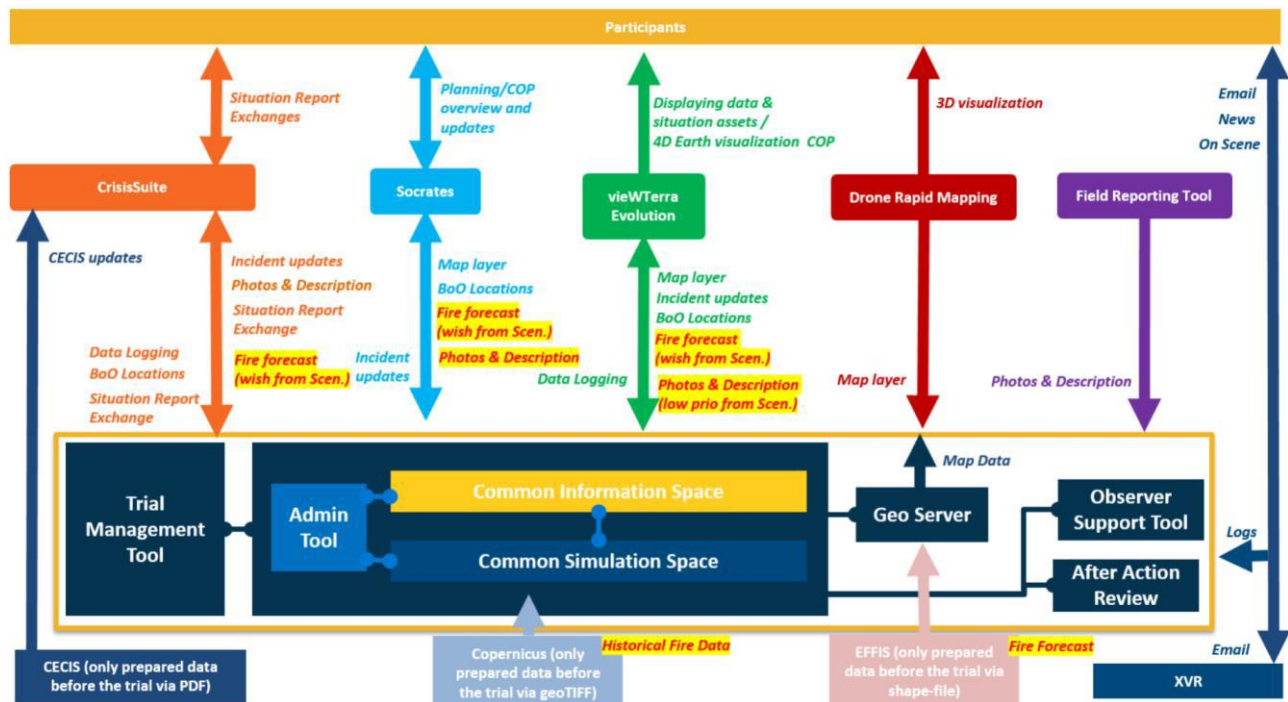 Participants
Situation Report
Exchanges
Planning/COP
overview and
updates
Displaying data &
situation assets /
4D Earth visualization COP
3D visualization
Email
News
On Scene
CrisisSuite
Socrates
vieWTerra
Evolution
Drone Rapid Mapping
Field Reporting Tool
CECIS updates
Incident updates
Photos & Description
Situation Report
Exchange
Fire forecast
(wish from Scen.)
Data Logging
BoO Locations
Situation Report
Exchange
Map layer
BoO Locations
Fire forecast
(wish from Scen.)
Photos & Description
Incident
updates
Map layer
Incident updates
BoO Locations
Fire forecast
(wish from Scen.)
Photos & Description
(low prio from Scen.)
Data Logging
Map layer
Photos & Description
Trial
Management
Tool
Admin
Tool
Common Information Space
Common Simulation Space
Map Data
Geo Server
Observer
Support Tool
After Action
Review
Logs
CECIS (only prepared data
before the trial via PDF)
Copernicus (only
prepared data before
the trial via geoTIFF)
Historical Fire Data
EFFIS (only prepared
data before the trial via
shape-file)
Fire Forecast
Email
XVR